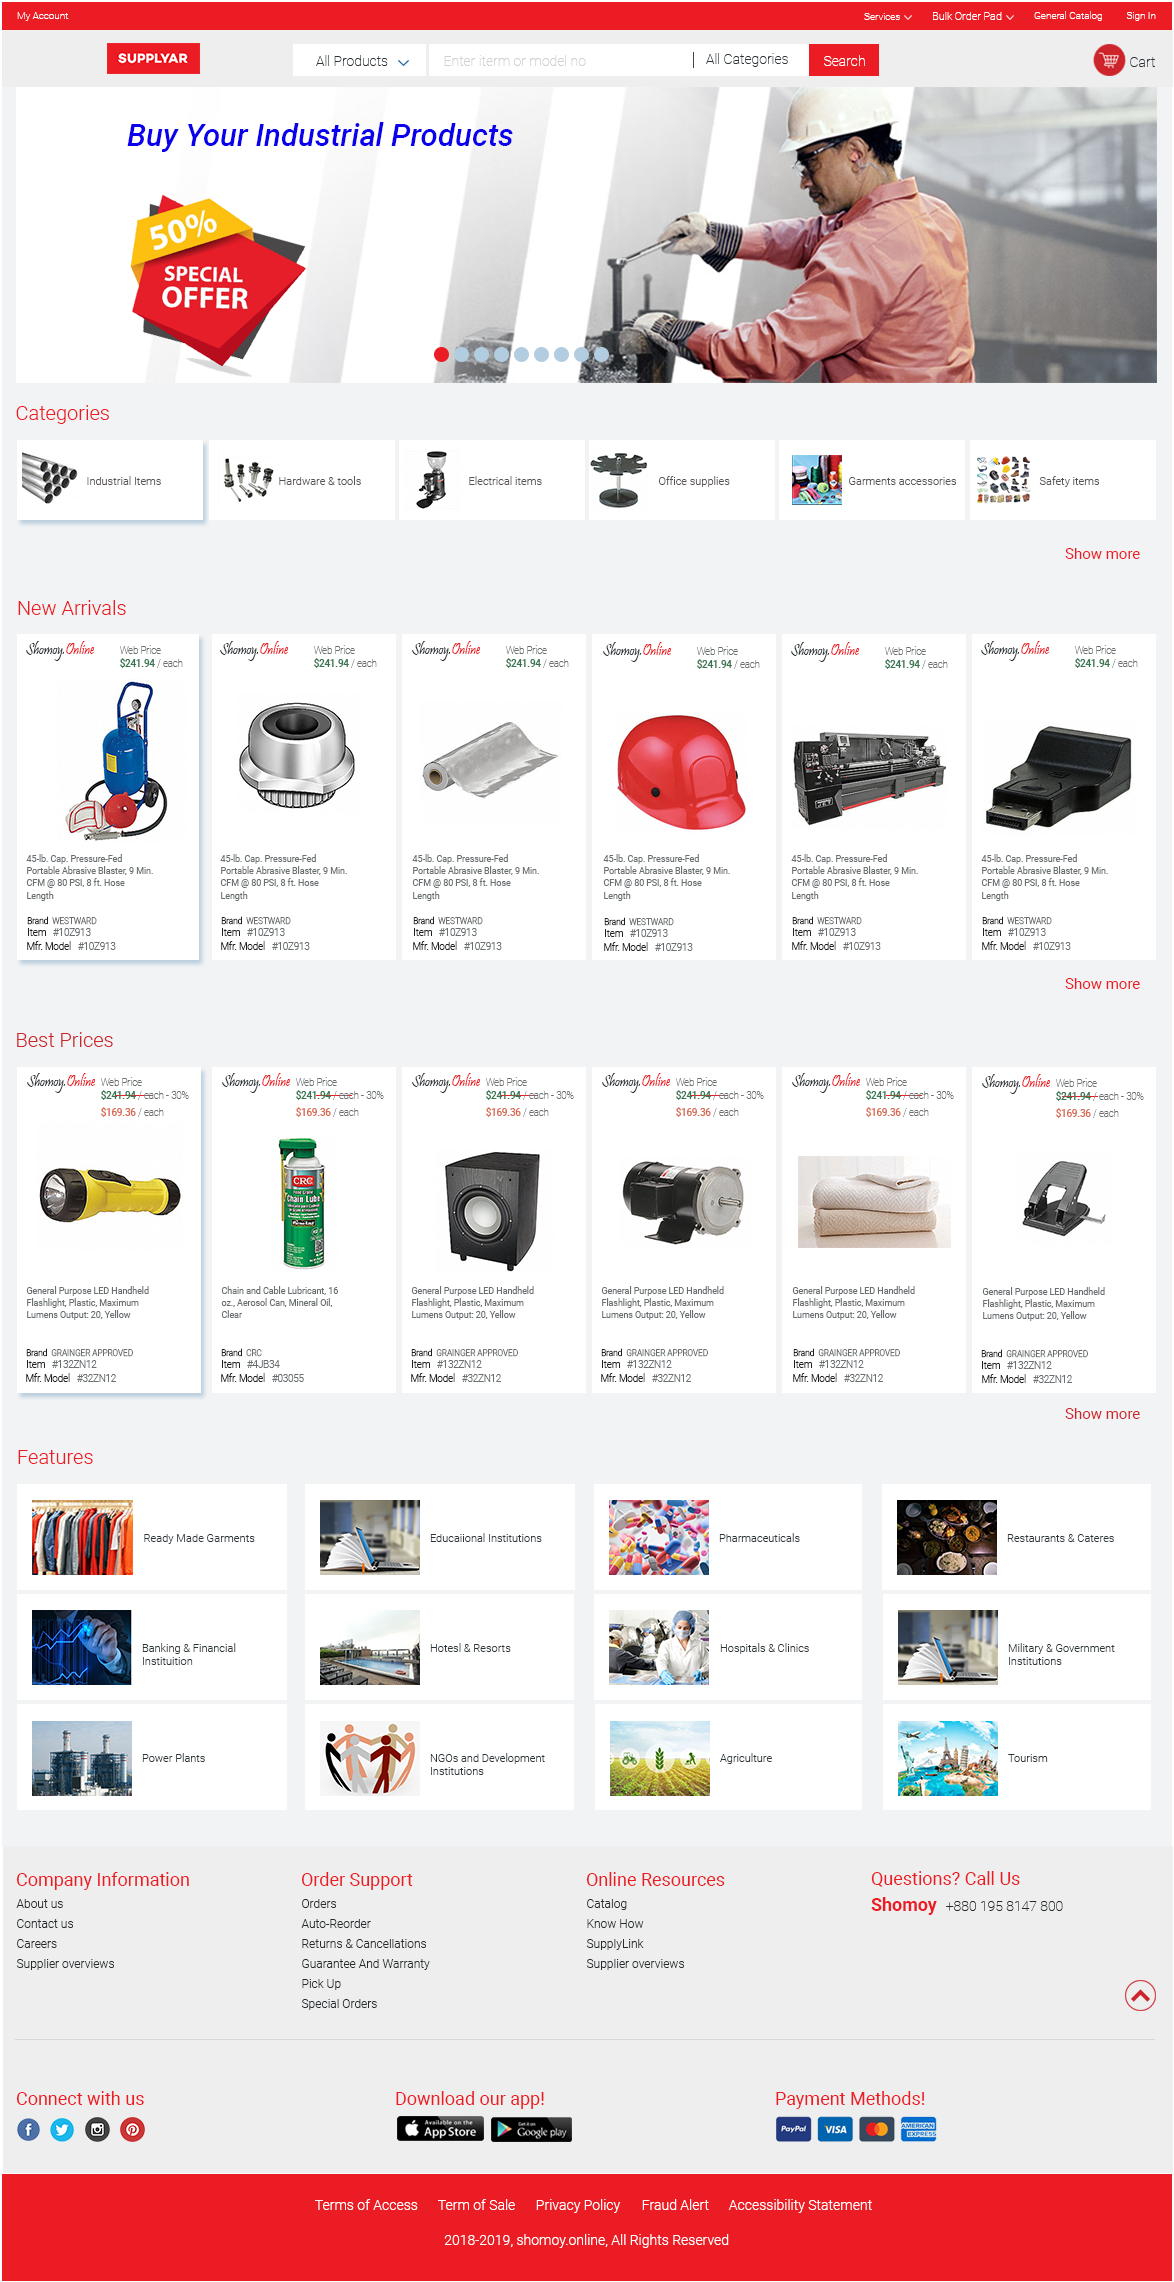 My Account
Services
Bulk Order Pad
General Catalog
Sign In
SUPPLYAR
All Products
Enter iterm or model no
All Categories
Search
Cart
Buy Your Industrial Products
50%
SPECIAL
OFFER
Categories
Industrial Items
Hardware & tools
Electrical items
Office supplies
Garments accessories
Safety items
Show more
New Arrivals
Shomoy.Online
Web Price
$241.94 / each
45-lb. Cap. Pressure-Fed
Portable Abrasive Blaster, 9 Min.
CFM @ 80 PSI, 8 ft. Hose
Length
Brand WESTWARD
Item #10Z913
Mfr. Model #10Z913
Shomoy.Online
Web Price
$241.94 / each
45-lb. Cap. Pressure-Fed
Portable Abrasive Blaster, 9 Min.
CFM @ 80 PSI, 8 ft. Hose
Length
Brand WESTWARD
Item #10Z913
Mfr. Model #10Z913
Shomoy.Online
Web Price
$241.94 / each
45-lb. Cap. Pressure-Fed
Portable Abrasive Blaster, 9 Min.
CFM @ 80 PSI, 8 ft. Hose
Length
Brand WESTWARD
Item #10Z913
Mfr. Model #10Z913
Shomoy.Online
Web Price
$241.94 / each
45-lb. Cap. Pressure-Fed
Portable Abrasive Blaster, 9 Min.
CFM @ 80 PSI, 8 ft. Hose
Length
Brand WESTWARD
Item #10Z913
Mfr. Model #10Z913
Shomoy.Online
Web Price
$241.94 / each
JET
45-lb. Cap. Pressure-Fed
Portable Abrasive Blaster, 9 Min.
CFM @ 80 PSI, 8 ft. Hose
Length
Brand WESTWARD
Item #10Z913
Mfr. Model #10Z913
Shomoy.Online
Web Price
$241.94 / each
45-lb. Cap. Pressure-Fed
Portable Abrasive Blaster, 9 Min.
CFM @ 80 PSI, 8 ft. Hose
Length
Brand WESTWARD
Item #10Z913
Mfr. Model #10Z913
Show more
Best Prices
Shomoy.Online
Web Price
$241.94 / each - 30%
$169.36 / each
General Purpose LED Handheld
Flashlight, Plastic, Maximum
Lumens Output: 20, Yellow
Brand GRAINGER APPROVED
Item #132ZN12
Mfr. Model #32ZN12
Shomoy.Online
Web Price
$241.94 / each - 30%
$169.36 / each
CRC
Chain Lube
Chain and Cable Lubricant, 16
oz., Aerosol Can, Mineral Oil,
Clear
Brand CRC
Item #4JB34
Mfr. Model #03055
Shomoy.Online
Web Price
$241.94 / each - 30%
$169.36 / each
General Purpose LED Handheld
Flashlight, Plastic, Maximum
Lumens Output: 20, Yellow
Brand GRAINGER APPROVED
Item #132ZN12
Mfr. Model #32ZN12
Shomoy.Online
Web Price
$241.94 / each - 30%
$169.36 / each
General Purpose LED Handheld
Flashlight, Plastic, Maximum
Lumens Output: 20, Yellow
Brand GRAINGER APPROVED
Item #132ZN12
Mfr. Model #32ZN12
Shomoy.Online
Web Price
$241.94 / each - 30%
$169.36 / each
General Purpose LED Handheld
Flashlight, Plastic, Maximum
Lumens Output: 20, Yellow
Brand GRAINGER APPROVED
Item #132ZN12
Mfr. Model #32ZN12
Shomoy.Online
Web Price
$241.94 / each - 30%
$169.36 / each
General Purpose LED Handheld
Flashlight, Plastic, Maximum
Lumens Output: 20, Yellow
Brand GRAINGER APPROVED
Item #132ZN12
Mfr. Model #32ZN12
Show more
Features
Ready Made Garments
Educaiional Institutions
Pharmaceuticals
Restaurants & Cateres
Banking & Financial
Instituition
Hotesl & Resorts
Hospitals & Clinics
Military & Government
Institutions
Power Plants
NGOs and Development
Institutions
Agriculture
Tourism
Company Information
About us
Contact us
Careers
Supplier overviews
Order Support
Orders
Auto-Reorder
Returns & Cancellations
Guarantee And Warranty
Pick Up
Special Orders
Online Resources
Catalog
Know How
SupplyLink
Supplier overviews
Questions? Call Us
Shomoy +880 195 8147 800
Connect with us
Download our app!
Available on the
App Store
Get it on
Google play
Payment Methods!
PayPal
VISA
AMERICAN
EXPRESS
Terms of Access
Term of Sale
Privacy Policy
Fraud Alert
Accessibility Statement
2018-2019, shomoy.online, All Rights Reserved